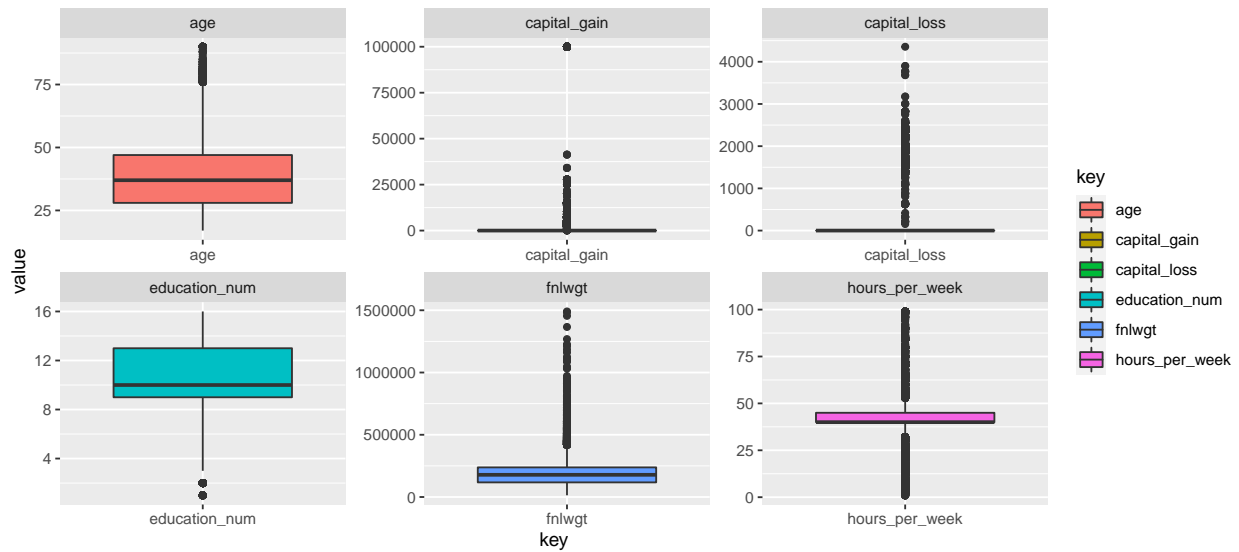 age
capital_gain
capital_loss
75
50
25
100000
75000
50000
25000
0
4000
3000
2000
1000
0
age
capital_gain
capital_loss
value
education_num
fnlwgt
hours_per_week
16
12
8
4
1500000
1000000
500000
0
100
75
50
25
0
education_num
fnlwgt
hours_per_week
key
key
age
capital_gain
capital_loss
education_num
fnlwgt
hours_per_week